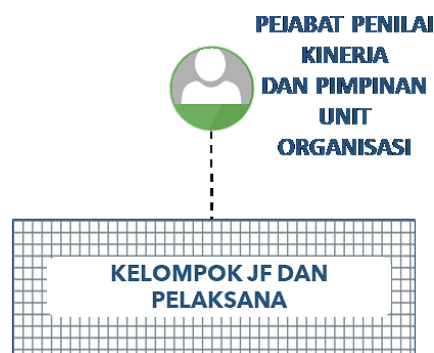 PEJABAT PENILAI
KINERJA
DAN PIMPINAN
UNIT
ORGANISASI
KELOMPOK JF DAN
PELAKSANA